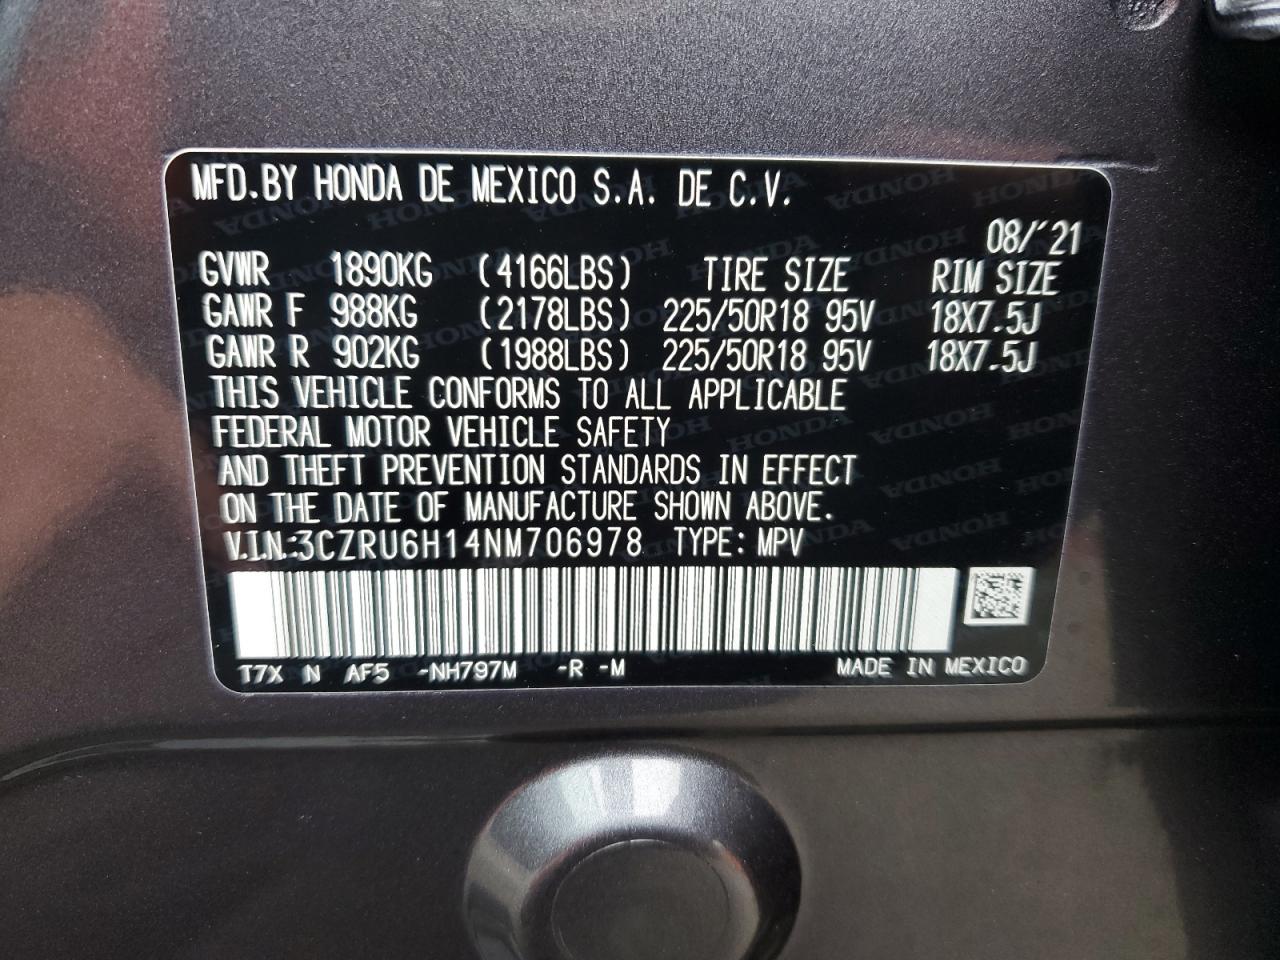 MFD.BY HONDA DE MEXICO S.A. DE C.V.
08/'21
GVWR 1890KG (4166LBS) TIRE SIZE RIM SIZE
GAWR F 988KG (2178LBS) 225/50R18 95V 18X7.5J
GAWR R 902KG (1988LBS) 225/50R18 95V 18X7.5J
THIS VEHICLE CONFORMS TO ALL APPLICABLE
FEDERAL MOTOR VEHICLE SAFETY
AND THEFT PREVENTION STANDARDS IN EFFECT
ON THE DATE OF MANUFACTURE SHOWN ABOVE.
V.I.N.:3CZRU6H14NM706978 TYPE: MPV
T7X N AF5 -NH797M -R -M MADE IN MEXICO